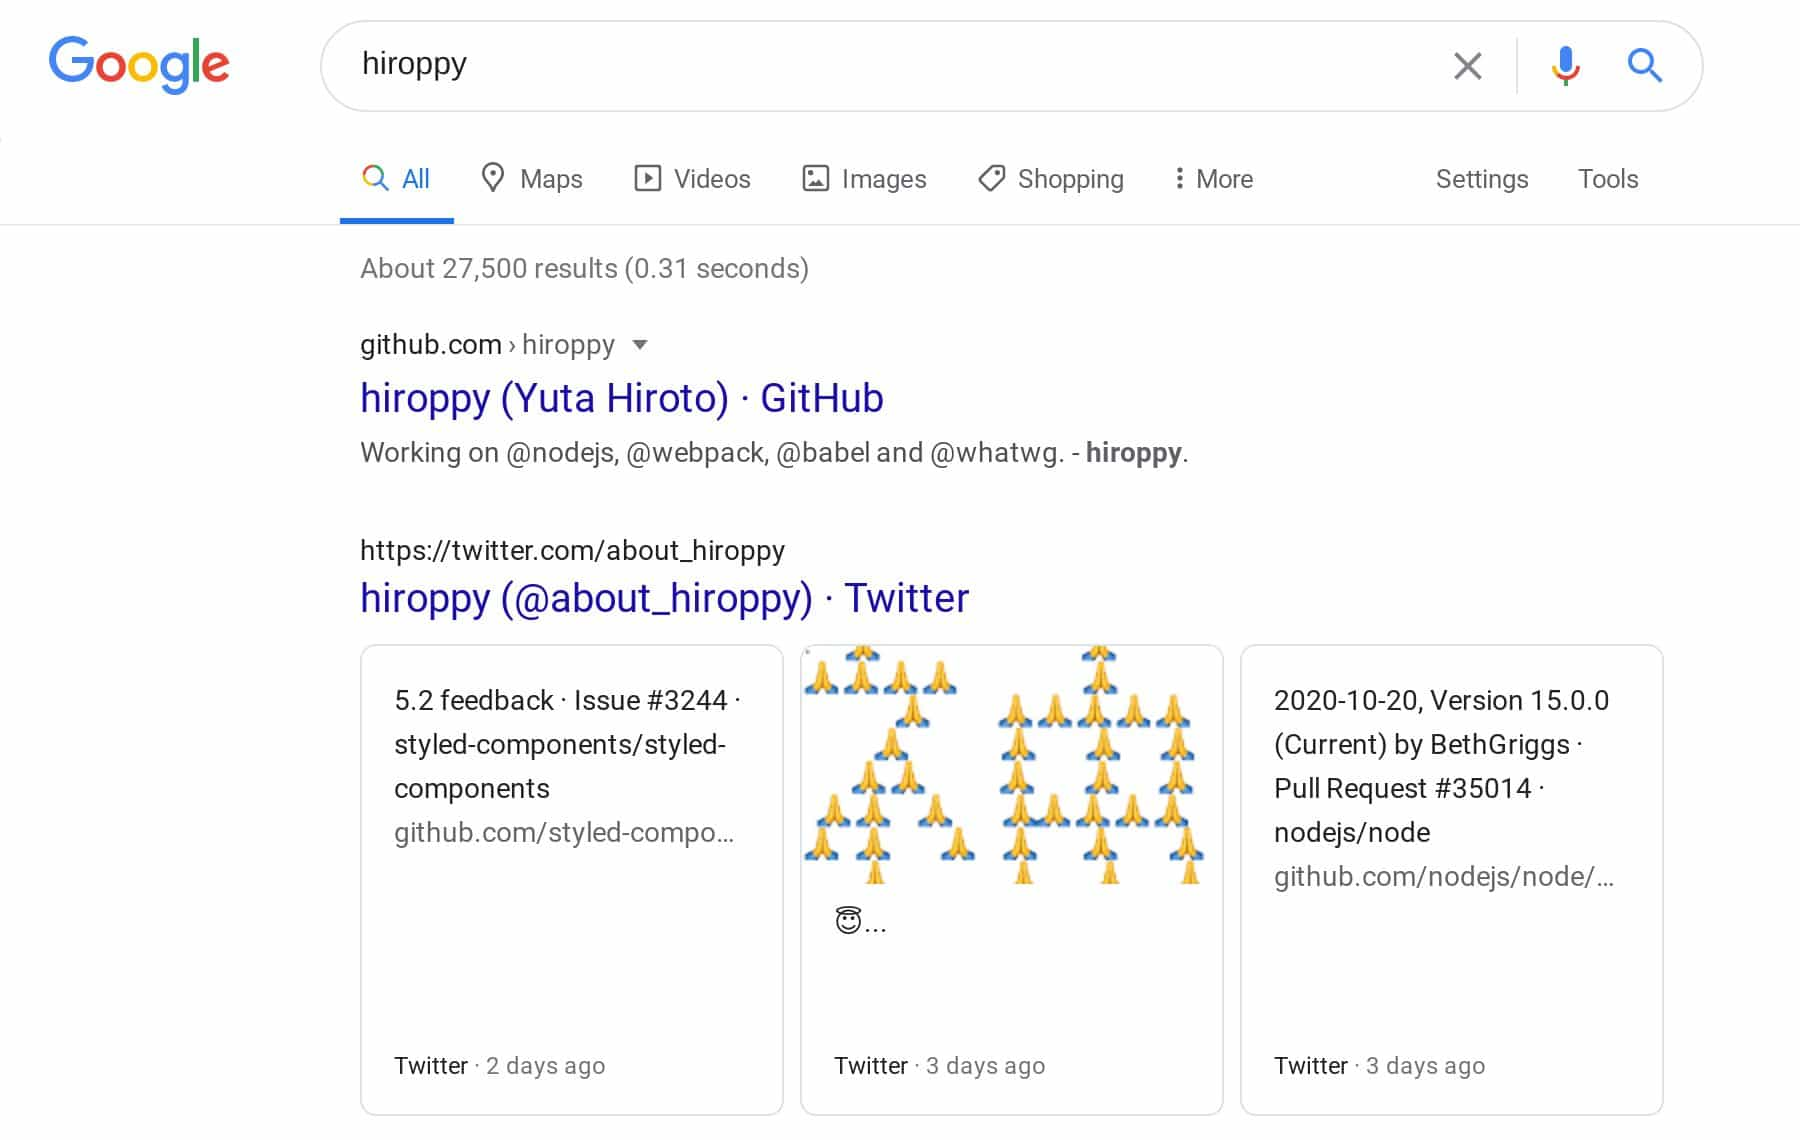 Google
hiroppy
All Maps Videos Images Shopping More Settings Tools
About 27,500 results (0.31 seconds)
github.com › hiroppy
hiroppy (Yuta Hiroto) · GitHub
Working on @nodejs, @webpack, @babel and @whatwg. - hiroppy.
https://twitter.com/about_hiroppy
hiroppy (@about_hiroppy) · Twitter
5.2 feedback · Issue #3244 ·
styled-components/styled-
components
github.com/styled-compo...
Twitter · 2 days ago
😇...
Twitter · 3 days ago
2020-10-20, Version 15.0.0
(Current) by BethGriggs ·
Pull Request #35014 ·
nodejs/node
github.com/nodejs/node/...
Twitter · 3 days ago